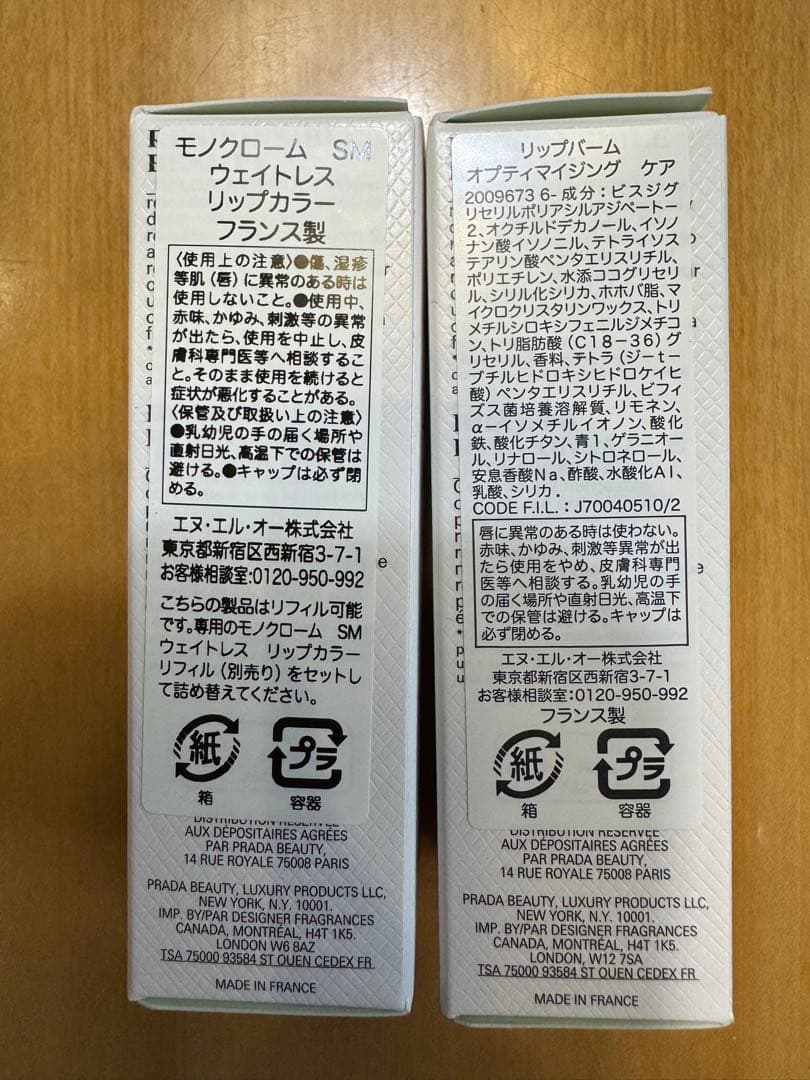 モノクローム SM
ウェイトレス
リップカラー
フランス製
〈使用上の注意〉●傷、湿疹
等肌(唇)に異常のある時は
使用しないこと。●使用中、
赤味、かゆみ、刺激等の異常
が出たら、使用を中止し、皮
膚科専門医等へ相談するこ
と。そのまま使用を続けると
症状が悪化することがある。
〈保管及び取扱い上の注意〉
●乳幼児の手の届く場所や
直射日光、高温下での保管は
避ける。●キャップは必ず閉
める。
エヌ・エル・オー株式会社
東京都新宿区西新宿3-7-1
お客様相談室:0120-950-992
こちらの製品はリフィル可能
です。専用のモノクローム SM
ウェイトレス リップカラー
リフィル(別売り)をセットし
て詰め替えてください。
紙 プラ
箱 容器
DISTRIBUTION RÉSERVÉE
AUX DÉPOSITAIRES AGRÉES
PAR PRADA BEAUTY,
14 RUE ROYALE 75008 PARIS
PRADA BEAUTY, LUXURY PRODUCTS LLC,
NEW YORK, N.Y. 10001.
IMP. BY/PAR DESIGNER FRAGRANCES
CANADA, MONTRÉAL, H4T 1K5.
LONDON W6 8AZ
TSA 75000 93584 ST OUEN CEDEX FR
MADE IN FRANCE
リップバーム
オプティマイジング ケア
2009673 6-成分:ビスジグ
リセリルポリアシルアジペート-
2、オクチルドデカノール、イソノ
ナン酸イソノニル、テトライソス
テアリン酸ペンタエリスリチル、
ポリエチレン、水添ココグリセリ
ル、シリル化シリカ、ホホバ脂、マ
イクロクリスタリンワックス、トリ
メチルシロキシフェニルジメチコ
ン、トリ脂肪酸(C18-36)グ
リセリル、香料、テトラ(ジ-t-
ブチルヒドロキシヒドロケイヒ
酸)ペンタエリスリチル、ビフィ
ズス菌培養溶解質、リモネン、
α-イソメチルイオノン、酸化
鉄、酸化チタン、青1、ゲラニオー
ル、リナロール、シトロネロール、
安息香酸Na、酢酸、水酸化Al、
乳酸、シリカ.
CODE F.I.L. : J70040510/2
唇に異常のある時は使わない。
赤味、かゆみ、刺激等異常が出
たら使用をやめ、皮膚科専門
医等へ相談する。乳幼児の手
の届く場所や直射日光、高温下
での保管は避ける。キャップは
必ず閉める。
エヌ・エル・オー株式会社
東京都新宿区西新宿3-7-1
お客様相談室:0120-950-992
フランス製
紙 プラ
箱 容器
DISTRIBUTION RÉSERVÉE
AUX DÉPOSITAIRES AGRÉES
PAR PRADA BEAUTY,
14 RUE ROYALE 75008 PARIS
PRADA BEAUTY, LUXURY PRODUCTS LLC,
NEW YORK, N.Y. 10001.
IMP. BY/PAR DESIGNER FRAGRANCES
CANADA, MONTRÉAL, H4T 1K5.
LONDON, W12 7SA
TSA 75000 93584 ST OUEN CEDEX FR
MADE IN FRANCE